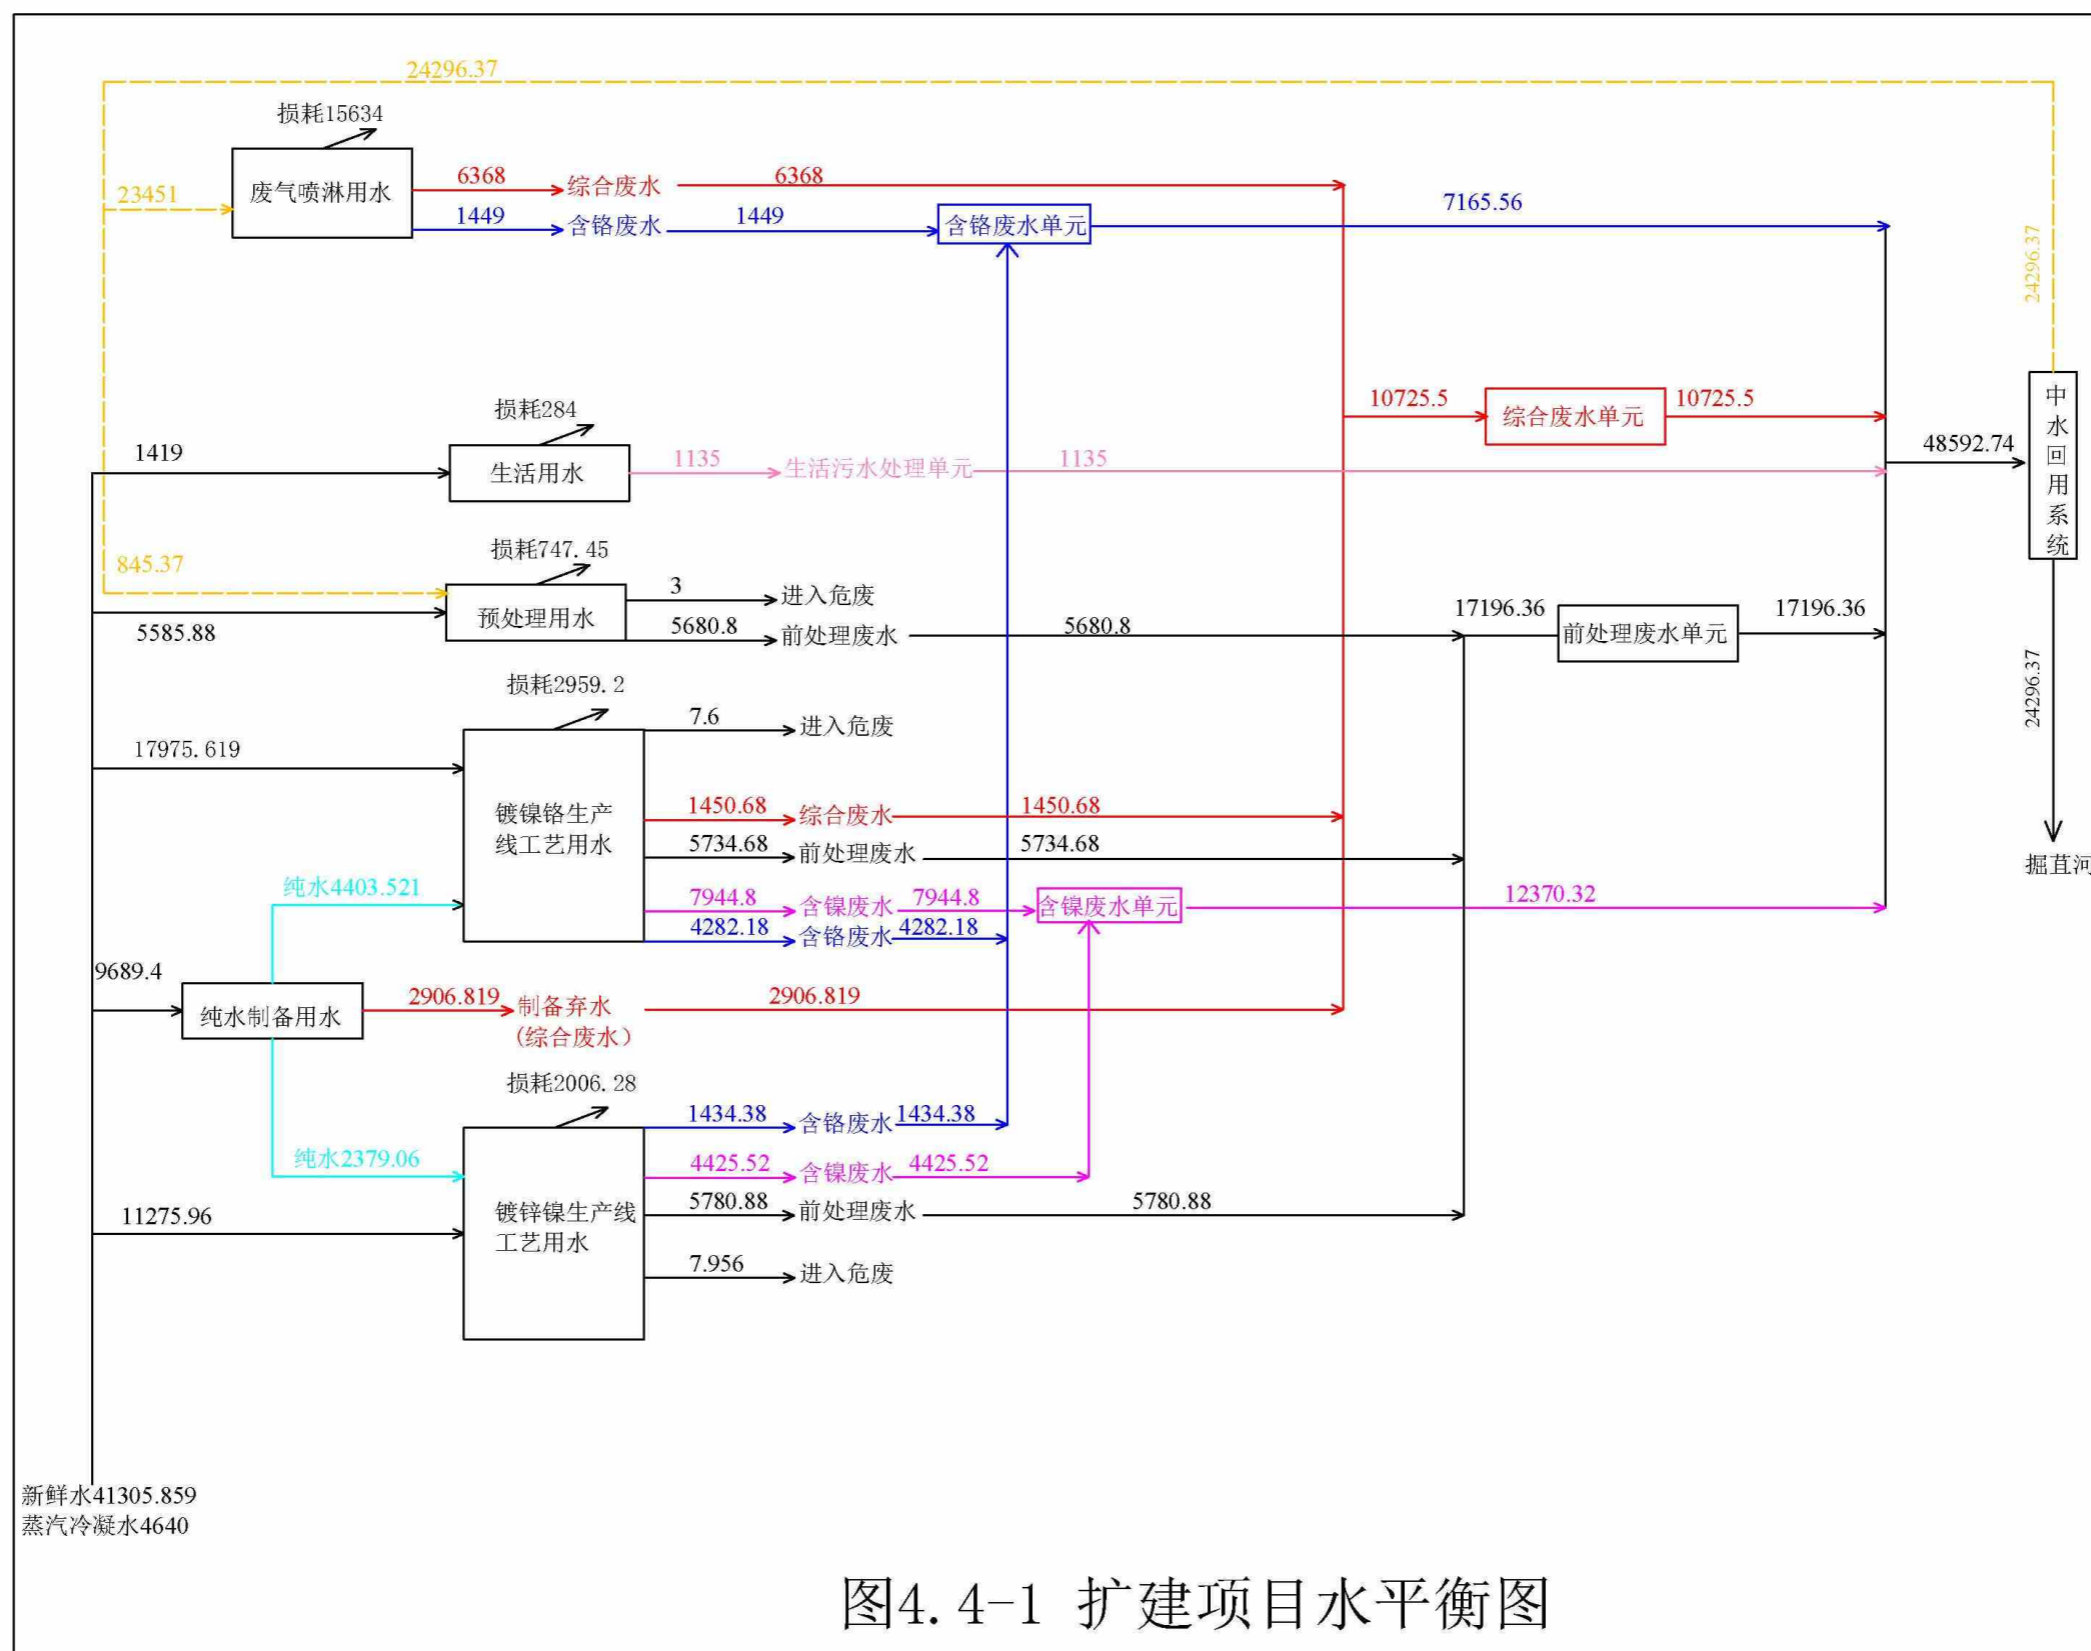 24296.37
损耗15634
废气喷淋用水
23451
6368
综合废水
6368
1449
含铬废水
1449
含铬废水单元
7165.56
24296.37
损耗284
1419
生活用水
1135
生活污水处理单元
1135
10725.5
综合废水单元
10725.5
48592.74
中水回用系统
损耗747.45
845.37
5585.88
预处理用水
3
进入危废
5680.8
前处理废水
5680.8
17196.36
前处理废水单元
17196.36
24296.37
掘苴河
损耗2959.2
17975.619
镀镍铬生产
线工艺用水
7.6
进入危废
1450.68
综合废水
1450.68
5734.68
前处理废水
5734.68
纯水4403.521
7944.8
含镍废水
7944.8
含镍废水单元
12370.32
4282.18
含铬废水
4282.18
9689.4
纯水制备用水
2906.819
制备弃水
(综合废水）
2906.819
损耗2006.28
1434.38
含铬废水
1434.38
纯水2379.06
4425.52
含镍废水
4425.52
11275.96
镀锌镍生产线
工艺用水
5780.88
前处理废水
5780.88
7.956
进入危废
新鲜水41305.859
蒸汽冷凝水4640
图4.4-1 扩建项目水平衡图